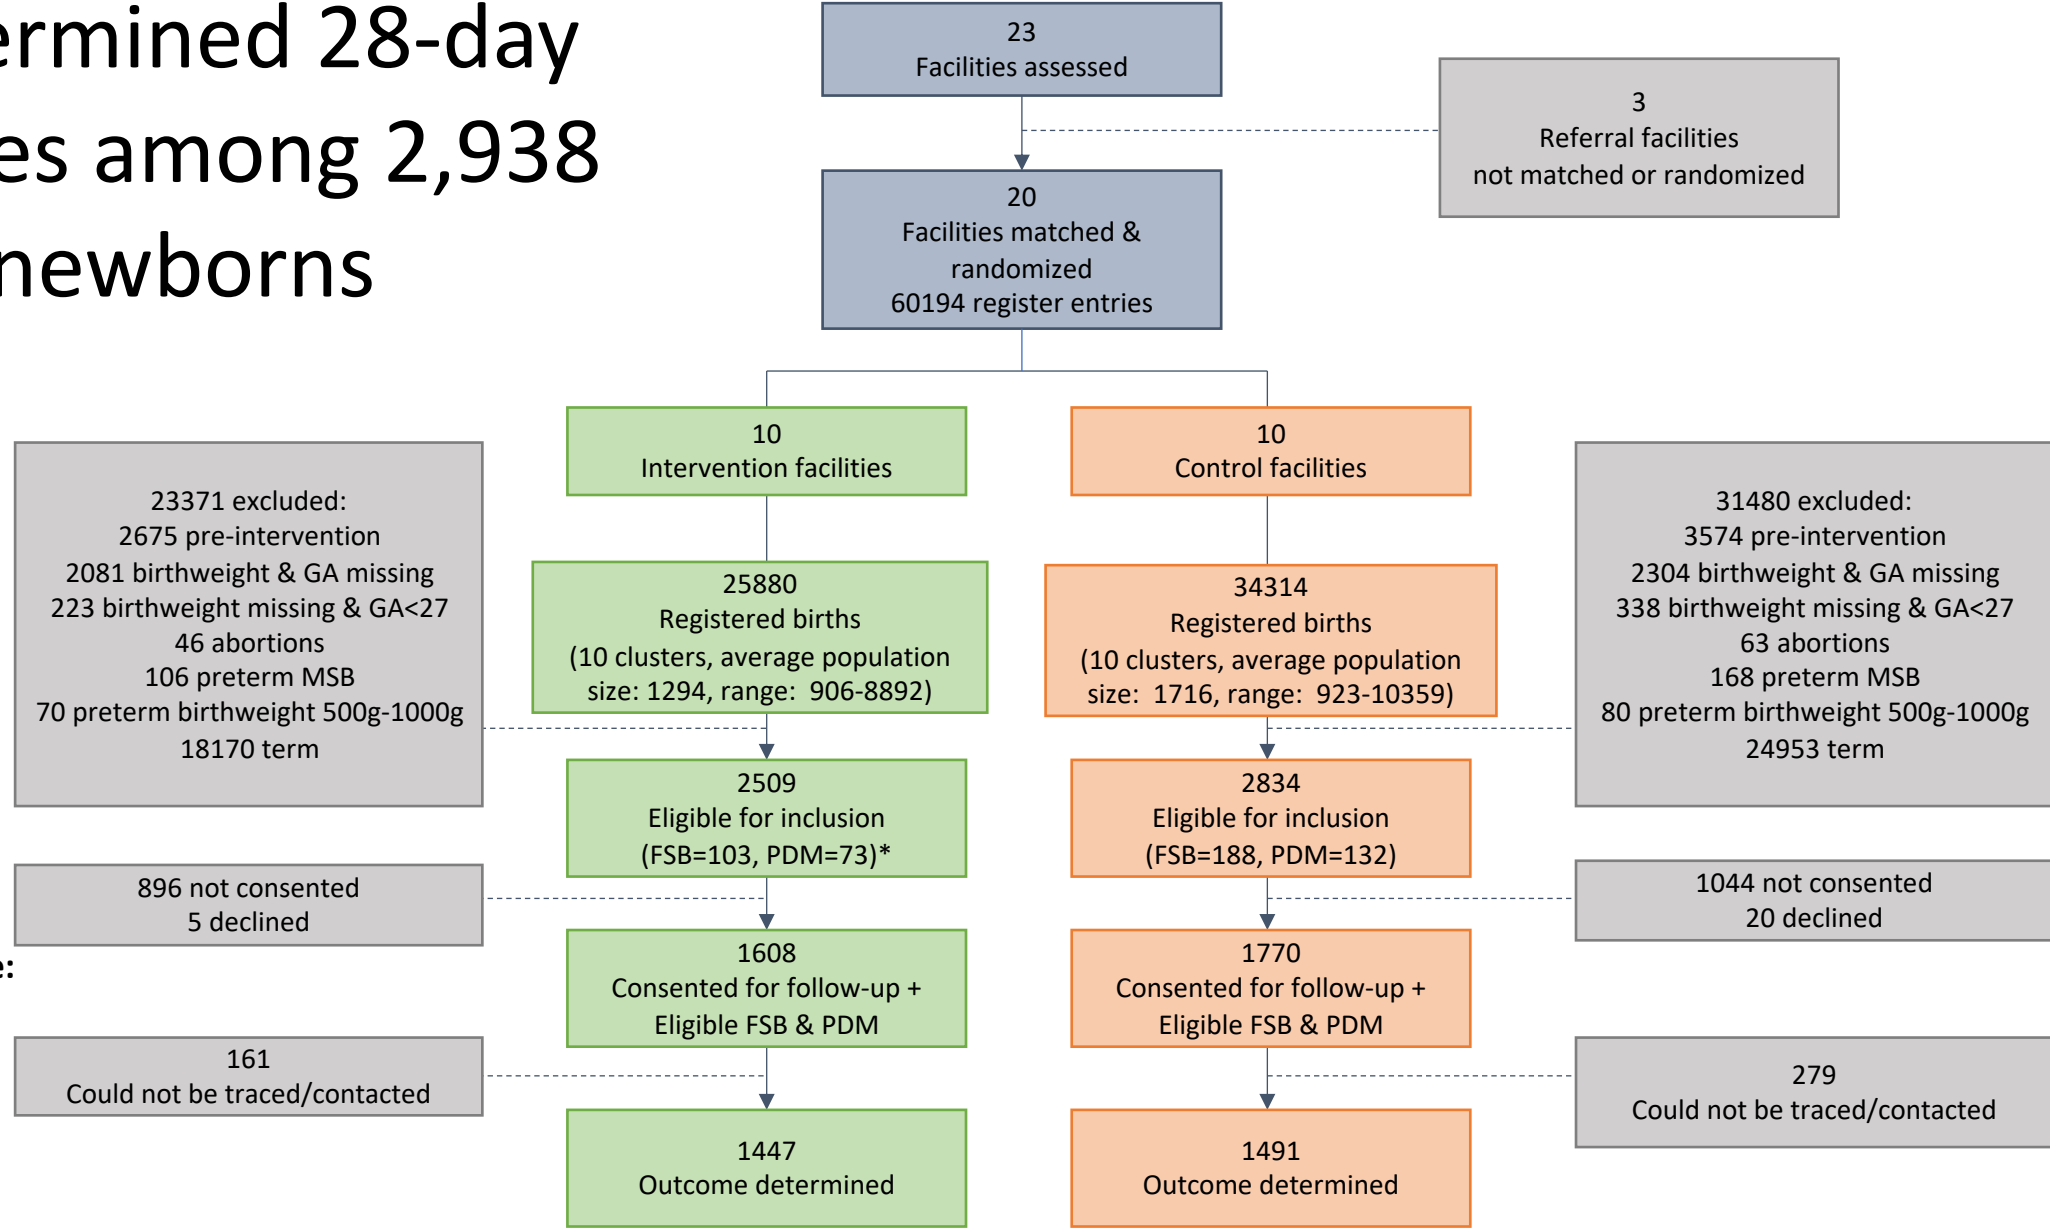 ermined 28-day
es among 2,938
newborns
23
Facilities assessed
3
Referral facilities
not matched or randomized
20
Facilities matched &
randomized
60194 register entries
10
Intervention facilities
10
Control facilities
23371 excluded:
2675 pre-intervention
2081 birthweight & GA missing
223 birthweight missing & GA<27
46 abortions
106 preterm MSB
70 preterm birthweight 500g-1000g
18170 term
25880
Registered births
(10 clusters, average population
size: 1294, range: 906-8892)
34314
Registered births
(10 clusters, average population
size: 1716, range: 923-10359)
31480 excluded:
3574 pre-intervention
2304 birthweight & GA missing
338 birthweight missing & GA<27
63 abortions
168 preterm MSB
80 preterm birthweight 500g-1000g
24953 term
2509
Eligible for inclusion
(FSB=103, PDM=73)*
2834
Eligible for inclusion
(FSB=188, PDM=132)
896 not consented
5 declined
1044 not consented
20 declined
e:
1608
Consented for follow-up +
Eligible FSB & PDM
1770
Consented for follow-up +
Eligible FSB & PDM
161
Could not be traced/contacted
279
Could not be traced/contacted
1447
Outcome determined
1491
Outcome determined